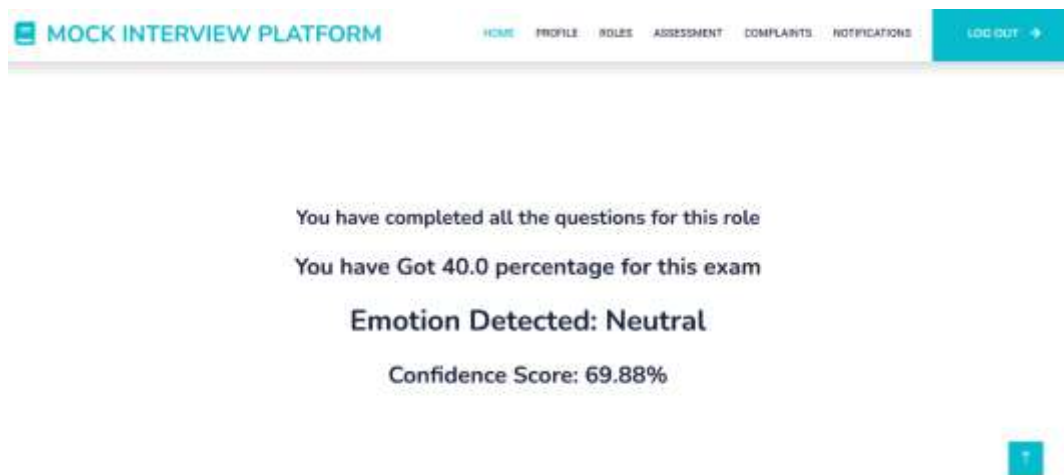 MOCK INTERVIEW PLATFORM
HOME PROFILE ROLES ASSESSMENT COMPLAINTS NOTIFICATIONS LOG OUT →
You have completed all the questions for this role
You have Got 40.0 percentage for this exam
Emotion Detected: Neutral
Confidence Score: 69.88%